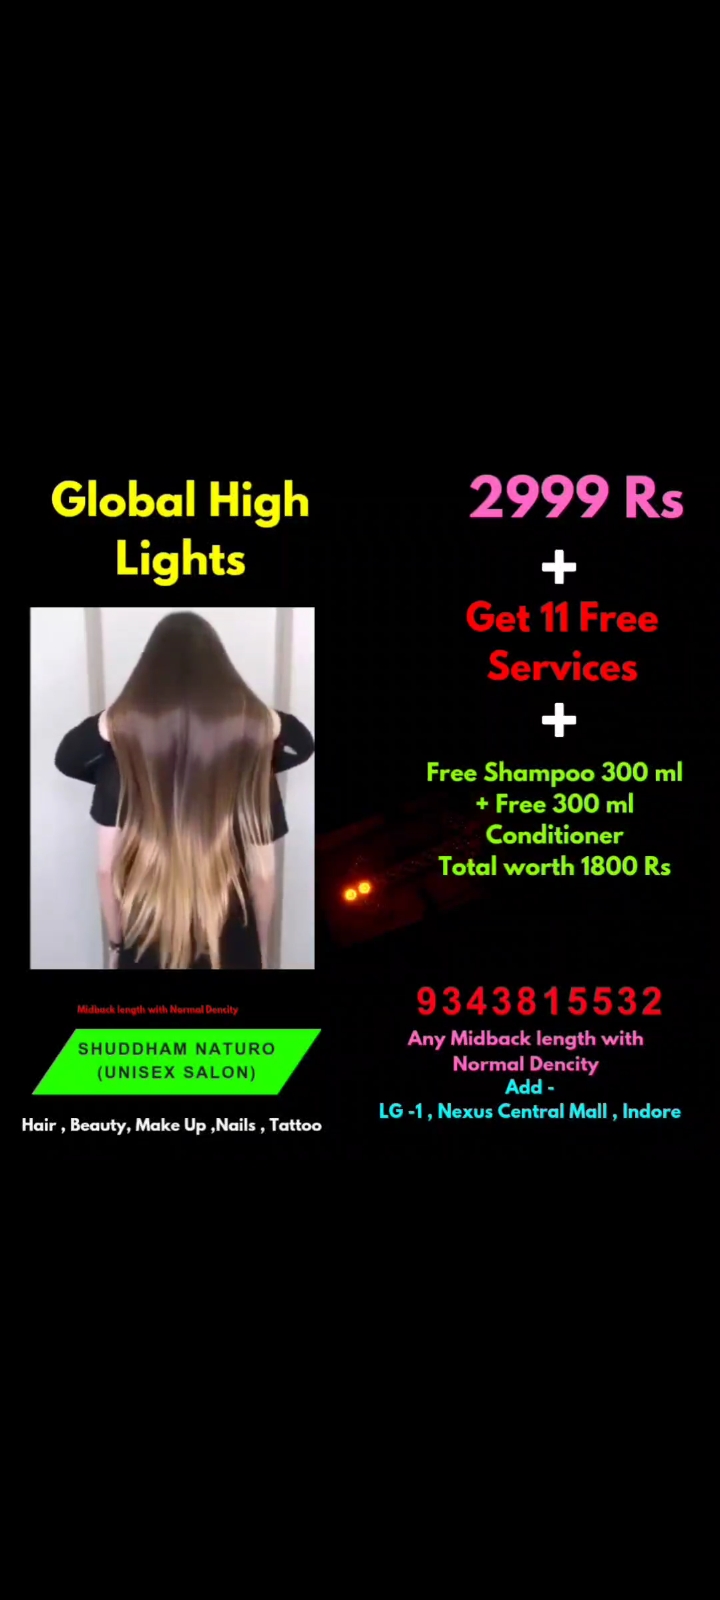 Global High
Lights
2999 Rs
+
Get 11 Free
Services
+
Free Shampoo 300 ml
+ Free 300 ml
Conditioner
Total worth 1800 Rs
Midback length with Normal Dencity
SHUDDHAM NATURO
(UNISEX SALON)
Hair , Beauty, Make Up ,Nails , Tattoo
9343815532
Any Midback length with
Normal Dencity
Add -
LG -1 , Nexus Central Mall , Indore